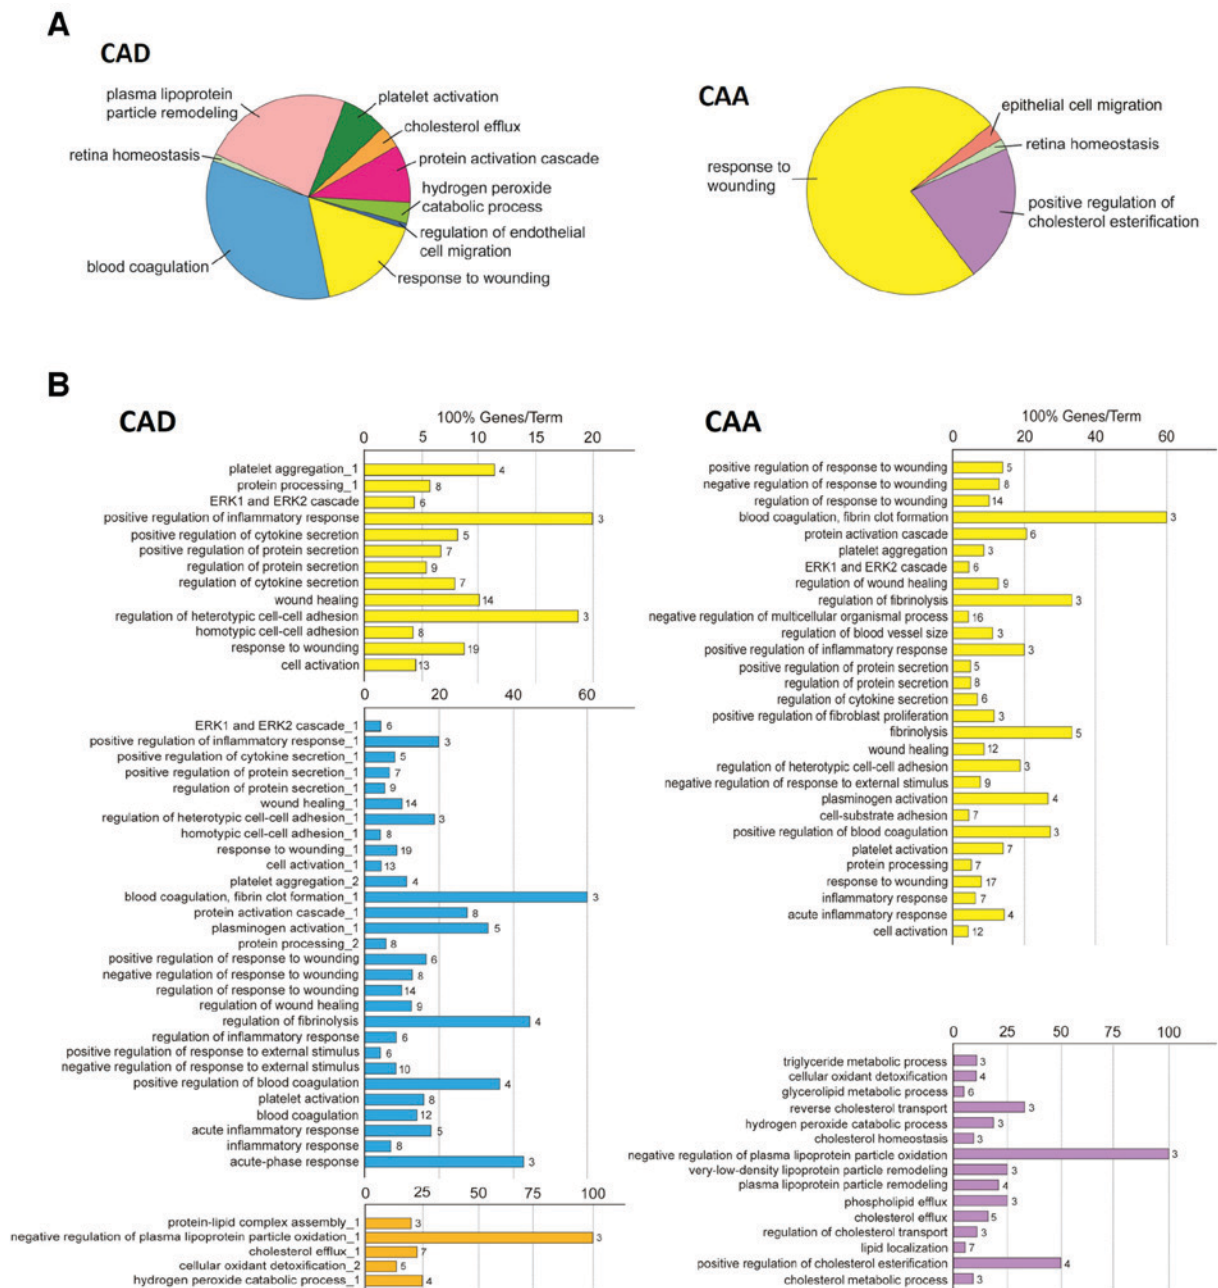 A
CAD
plasma lipoprotein
particle remodeling
platelet activation
cholesterol efflux
retina homeostasis
protein activation cascade
hydrogen peroxide
catabolic process
regulation of endothelial
cell migration
blood coagulation
response to wounding
CAA
epithelial cell migration
retina homeostasis
response to
wounding
positive regulation of
cholesterol esterification
B
CAD
100% Genes/Term
0 5 10 15 20
platelet aggregation_1 4
protein processing_1 8
ERK1 and ERK2 cascade 6
positive regulation of inflammatory response 3
positive regulation of cytokine secretion 5
positive regulation of protein secretion 7
regulation of protein secretion 9
regulation of cytokine secretion 7
wound healing 14
regulation of heterotypic cell-cell adhesion 3
homotypic cell-cell adhesion 8
response to wounding 19
cell activation 13
0 20 40 60
ERK1 and ERK2 cascade_1 6
positive regulation of inflammatory response_1 3
positive regulation of cytokine secretion_1 5
positive regulation of protein secretion_1 7
regulation of protein secretion_1 9
wound healing_1 14
regulation of heterotypic cell-cell adhesion_1 3
homotypic cell-cell adhesion_1 8
response to wounding_1 19
cell activation_1 13
platelet aggregation_2 4
blood coagulation, fibrin clot formation_1 3
protein activation cascade_1 8
plasminogen activation_1 5
protein processing_2 8
positive regulation of response to wounding 6
negative regulation of response to wounding 8
regulation of response to wounding 14
regulation of wound healing 9
regulation of fibrinolysis 4
regulation of inflammatory response 6
positive regulation of response to external stimulus 6
negative regulation of response to external stimulus 10
positive regulation of blood coagulation 4
platelet activation 8
blood coagulation 12
acute inflammatory response 5
inflammatory response 8
acute-phase response 3
0 25 50 75 100
protein-lipid complex assembly_1 3
negative regulation of plasma lipoprotein particle oxidation_1 3
cholesterol efflux_1 7
cellular oxidant detoxification_2 5
hydrogen peroxide catabolic process_1 4
CAA
100% Genes/Term
0 20 40 60
positive regulation of response to wounding 5
negative regulation of response to wounding 8
regulation of response to wounding 14
blood coagulation, fibrin clot formation 3
protein activation cascade 6
platelet aggregation 3
ERK1 and ERK2 cascade 6
regulation of wound healing 9
regulation of fibrinolysis 3
negative regulation of multicellular organismal process 16
regulation of blood vessel size 3
positive regulation of inflammatory response 3
positive regulation of protein secretion 5
regulation of protein secretion 8
regulation of cytokine secretion 6
positive regulation of fibroblast proliferation 3
fibrinolysis 5
wound healing 12
regulation of heterotypic cell-cell adhesion 3
negative regulation of response to external stimulus 9
plasminogen activation 4
cell-substrate adhesion 7
positive regulation of blood coagulation 3
platelet activation 7
protein processing 7
response to wounding 17
inflammatory response 7
acute inflammatory response 4
cell activation 12
0 25 50 75 100
triglyceride metabolic process 3
cellular oxidant detoxification 4
glycerolipid metabolic process 6
reverse cholesterol transport 3
hydrogen peroxide catabolic process 3
cholesterol homeostasis 3
negative regulation of plasma lipoprotein particle oxidation 3
very-low-density lipoprotein particle remodeling 3
plasma lipoprotein particle remodeling 4
phospholipid efflux 3
cholesterol efflux 5
regulation of cholesterol transport 3
lipid localization 7
positive regulation of cholesterol esterification 4
cholesterol metabolic process 3